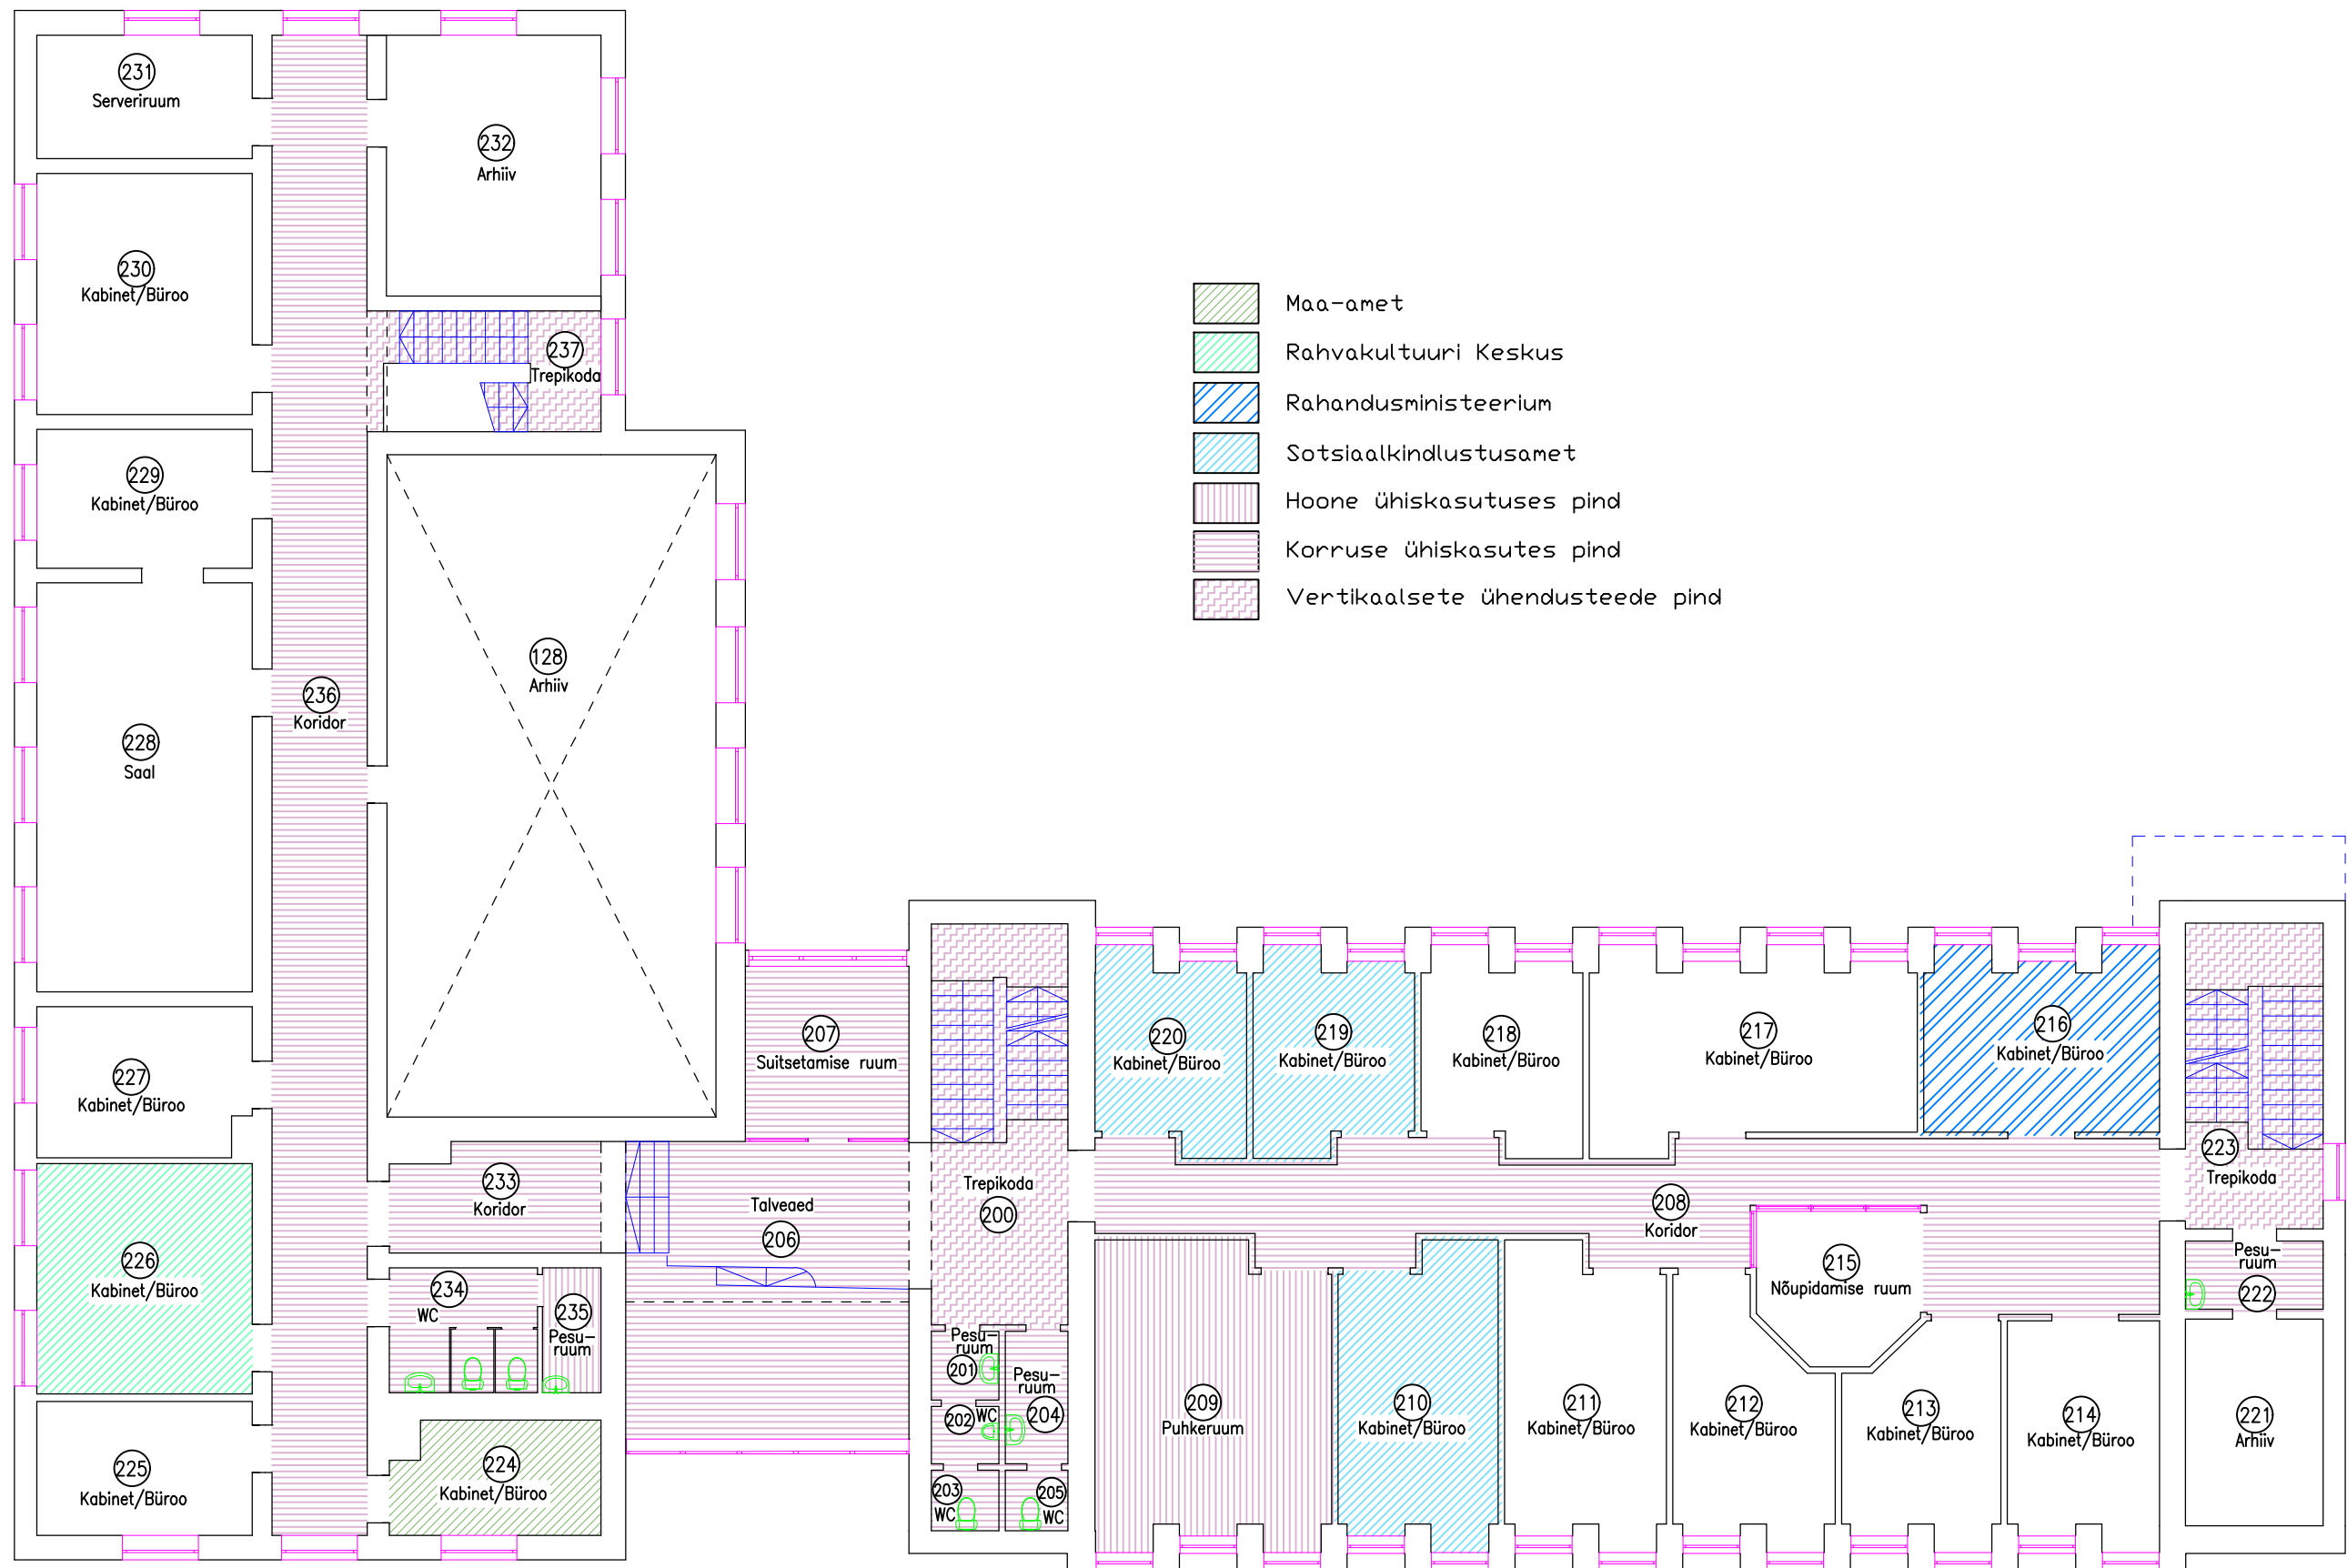 231
Serveriruum
232
Arhiiv
230
Kabinet/Büroo
237
Trepikoda
229
Kabinet/Büroo
128
Arhiiv
236
Koridor
228
Saal
227
Kabinet/Büroo
233
Koridor
226
Kabinet/Büroo
234
WC
235
Pesu-
ruum
225
Kabinet/Büroo
224
Kabinet/Büroo
Maa-amet
Rahvakultuuri Keskus
Rahandusministeerium
Sotsiaalkindlustusamet
Hoone ühiskasutuses pind
Korruse ühiskasutes pind
Vertikaalsete ühendusteede pind
207
Suitsetamise ruum
Talveaed
206
Trepikoda
200
Pesu-
ruum
201
202
WC
203
WC
Pesu-
ruum
204
205
WC
220
Kabinet/Büroo
219
Kabinet/Büroo
218
Kabinet/Büroo
217
Kabinet/Büroo
216
Kabinet/Büroo
223
Trepikoda
208
Koridor
215
Nõupidamise ruum
Pesu-
ruum
222
209
Puhkeruum
210
Kabinet/Büroo
211
Kabinet/Büroo
212
Kabinet/Büroo
213
Kabinet/Büroo
214
Kabinet/Büroo
221
Arhiiv